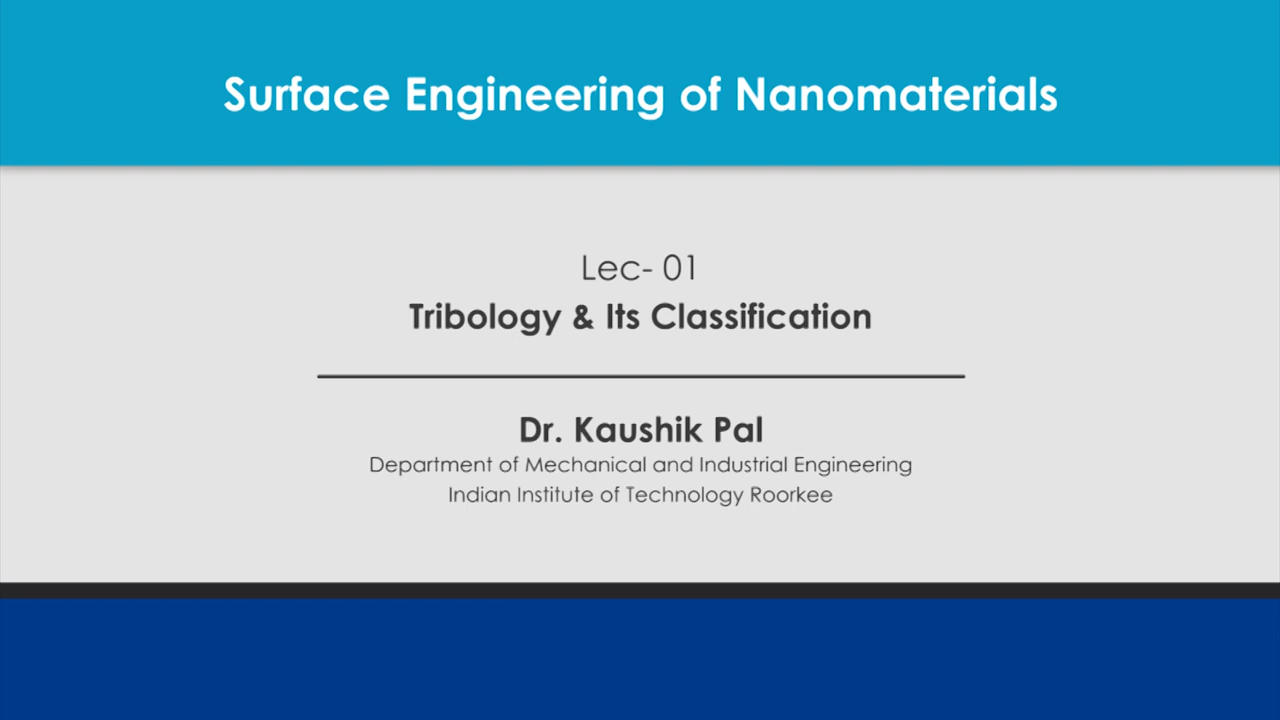 Surface Engineering of Nanomaterials
Lec- 01
Tribology & Its Classification
Dr. Kaushik Pal
Department of Mechanical and Industrial Engineering
Indian Institute of Technology Roorkee